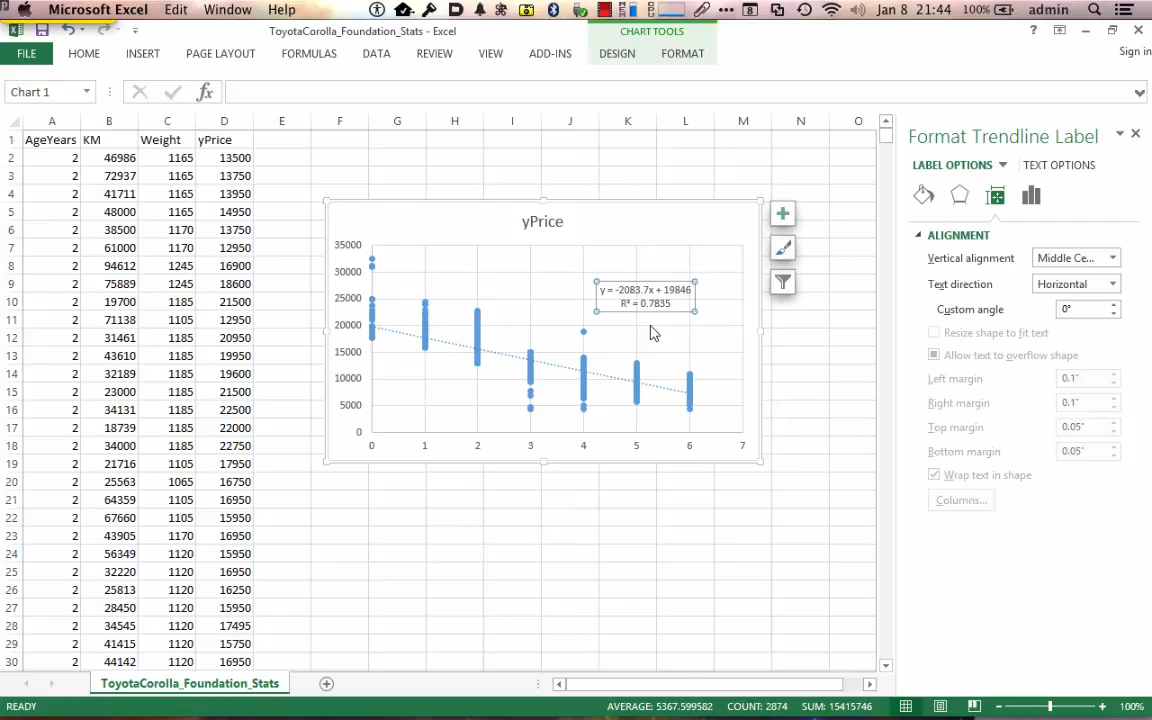 Microsoft Excel Edit Window Help Jan 8 21:44 100% admin
ToyotaCorolla_Foundation_Stats - Excel
CHART TOOLS
?
Sign in
FILE HOME INSERT PAGE LAYOUT FORMULAS DATA REVIEW VIEW ADD-INS DESIGN FORMAT
Chart 1
fx
A B C D E F G H I J K L M N O
1 AgeYears KM Weight yPrice
2 2 46986 1165 13500
3 2 72937 1165 13750
4 2 41711 1165 13950
5 2 48000 1165 14950
6 2 38500 1170 13750
7 2 61000 1170 12950
8 2 94612 1245 16900
9 2 75889 1245 18600
10 2 19700 1185 21500
11 2 71138 1105 12950
12 2 31461 1185 20950
13 2 43610 1185 19950
14 2 32189 1185 19600
15 2 23000 1185 21500
16 2 34131 1185 22500
17 2 18739 1185 22000
18 2 34000 1185 22750
19 2 21716 1105 17950
20 2 25563 1065 16750
21 2 64359 1105 16950
22 2 67660 1105 15950
23 2 43905 1170 16950
24 2 56349 1120 15950
25 2 32220 1120 16950
26 2 25813 1120 16250
27 2 28450 1120 15950
28 2 34545 1120 17495
29 2 41415 1120 15750
30 2 44142 1120 16950
yPrice
35000
30000
25000
20000
15000
10000
5000
0
y = -2083.7x + 19846
R² = 0.7835
0 1 2 3 4 5 6 7
Format Trendline Label
LABEL OPTIONS TEXT OPTIONS
ALIGNMENT
Vertical alignment Middle Ce...
Text direction Horizontal
Custom angle 0°
Resize shape to fit text
Allow text to overflow shape
Left margin 0.1"
Right margin 0.1"
Top margin 0.05"
Bottom margin 0.05"
Wrap text in shape
Columns...
ToyotaCorolla_Foundation_Stats
READY AVERAGE: 5367.599582 COUNT: 2874 SUM: 15415746 100%